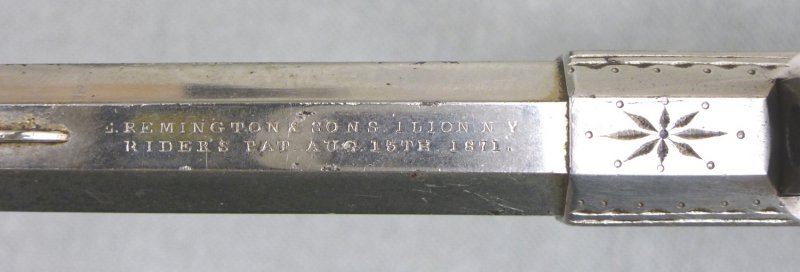 E. REMINGTON & SONS. ILION. N. Y
RIDER'S PAT. AUG. 15TH. 1871.